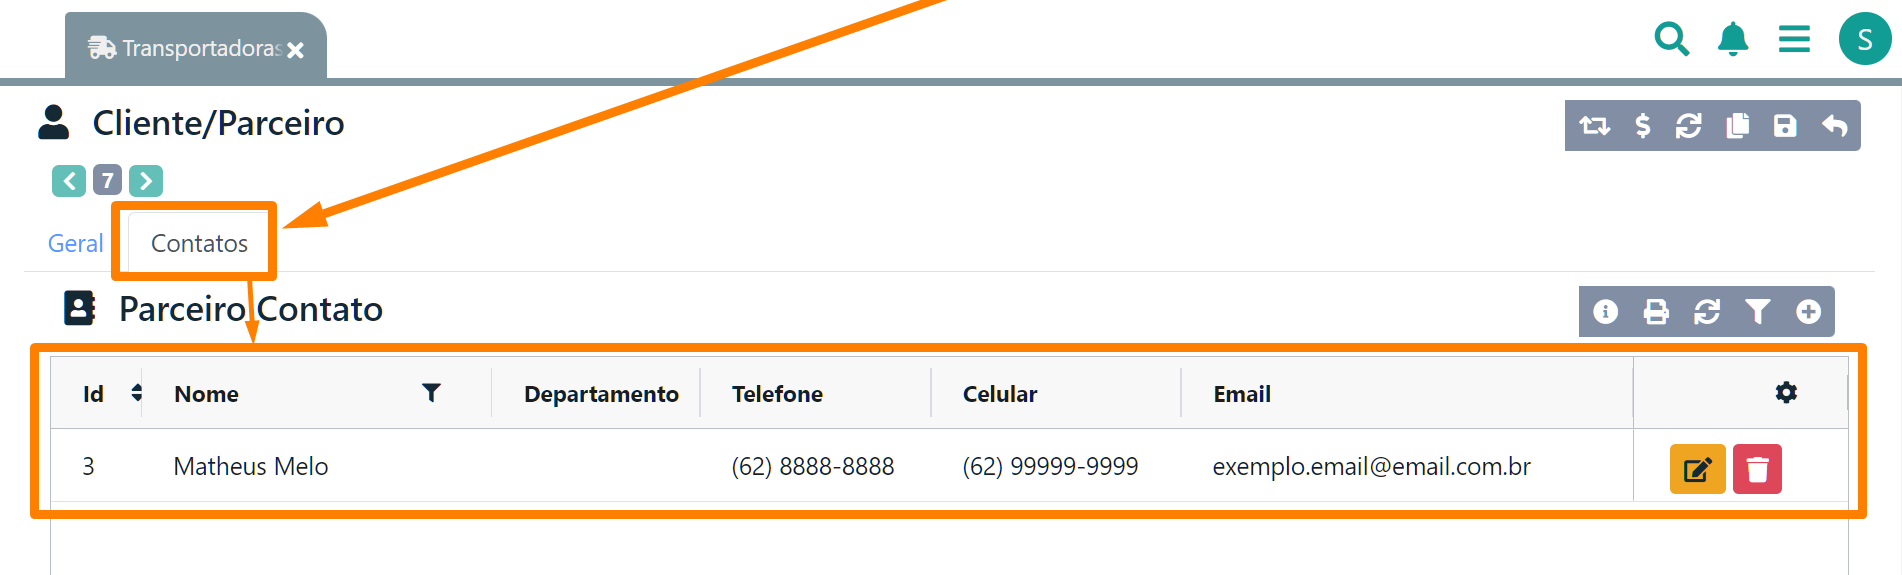 Transportadoras
S
Cliente/Parceiro
7
Geral Contatos
Parceiro Contato
Id Nome Departamento Telefone Celular Email
3 Matheus Melo (62) 8888-8888 (62) 99999-9999 exemplo.email@email.com.br